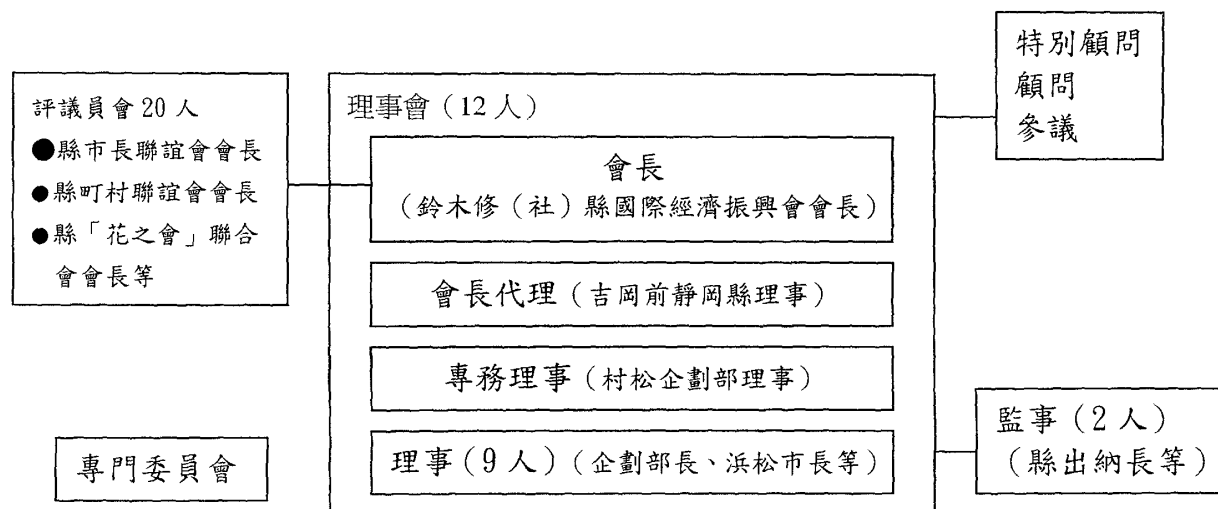 特別顧問
顧問
參議
評議員會 20 人
●縣市長聯誼會會長
●縣町村聯誼會會長
●縣「花之會」聯合
會會長等
理事會（12 人）
會長
（鈴木修（社）縣國際經濟振興會會長）
會長代理（吉岡前靜岡縣理事）
專務理事（村松企劃部理事）
理事（9 人）（企劃部長、浜松市長等）
專門委員會
監事（2 人）
（縣出納長等）